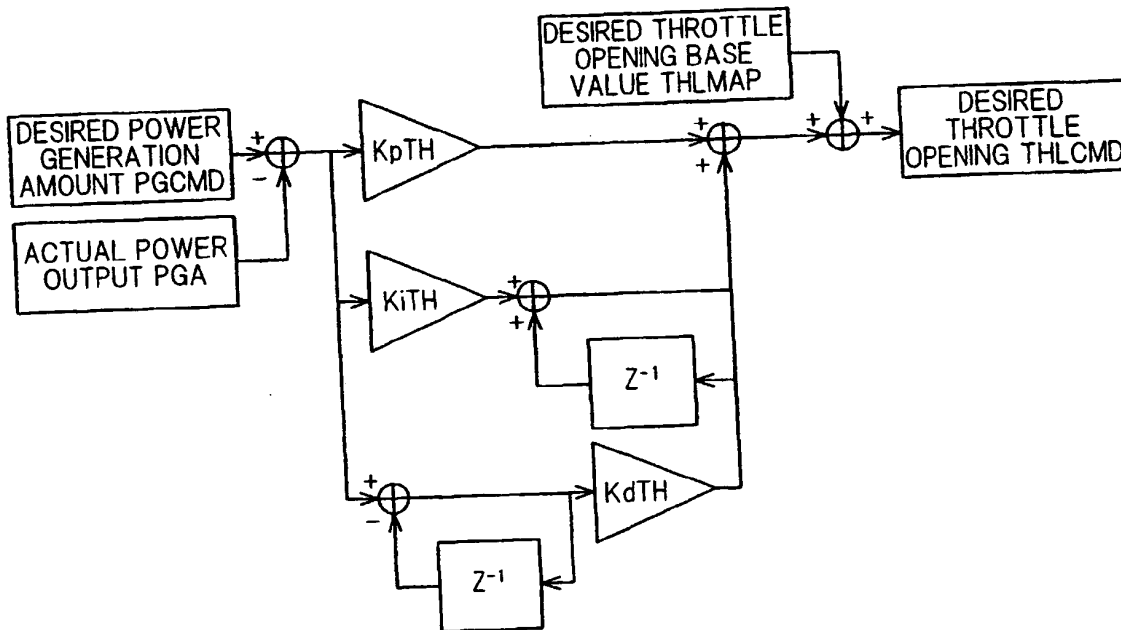 DESIRED THROTTLE
OPENING BASE
VALUE THLMAP
DESIRED POWER
GENERATION
AMOUNT PGCMD
+
-
KpTH
+
+
+
+
+
DESIRED
THROTTLE
OPENING THLCMD
ACTUAL POWER
OUTPUT PGA
KiTH
+
+
Z⁻¹
+
-
KdTH
Z⁻¹